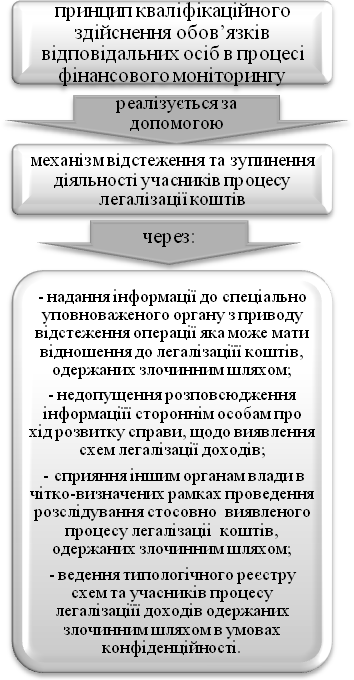 принцип кваліфікаційного
здійснення обов’язків
відповідальних осіб в процесі
фінансового моніторингу
реалізується за
допомогою
механізм відстеження та зупинення
діяльності учасників процесу
легалізації коштів
через:
- надання інформації до спеціально
уповноваженого органу з приводу
відстеження операції яка може мати
відношення до легалізаціїї коштів,
одержаних злочинним шляхом;
- недопущення розповсюдження
інформаціїї стороннім особам про
хід розвитку справи, щодо виявлення
схем легалізації доходів;
- сприяння іншим органам влади в
чітко-визначених рамках проведення
розслідування стосовно виявленого
процесу легалізації коштів,
одержаних злочинним шляхом;
- ведення типологічного реєстру
схем та учасників процесу
легалізаціїї доходів одержаних
злочинним шляхом в умовах
конфіденційності.